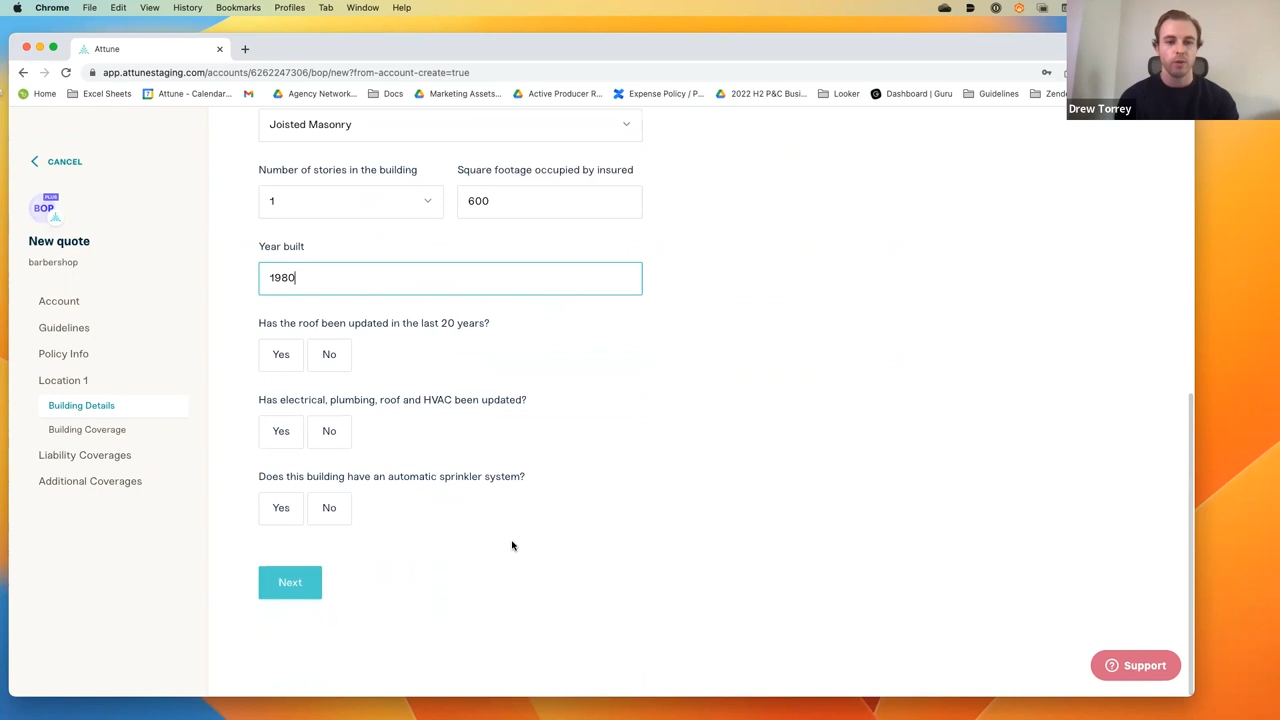 Chrome File Edit View History Bookmarks Profiles Tab Window Help
Attune
app.attunestaging.com/accounts/6262247306/bop/new?from-account-create=true
Home Excel Sheets Attune - Calendar... Agency Network... Docs Marketing Assets... Active Producer R... Expense Policy / P... 2022 H2 P&C Busi... Looker Dashboard | Guru Guidelines Zende
Drew Torrey
CANCEL
BOP PLUS
New quote
barbershop
Account
Guidelines
Policy Info
Location 1
Building Details
Building Coverage
Liability Coverages
Additional Coverages
Joisted Masonry
Number of stories in the building Square footage occupied by insured
1 600
Year built
1980
Has the roof been updated in the last 20 years?
Yes No
Has electrical, plumbing, roof and HVAC been updated?
Yes No
Does this building have an automatic sprinkler system?
Yes No
Next
Support